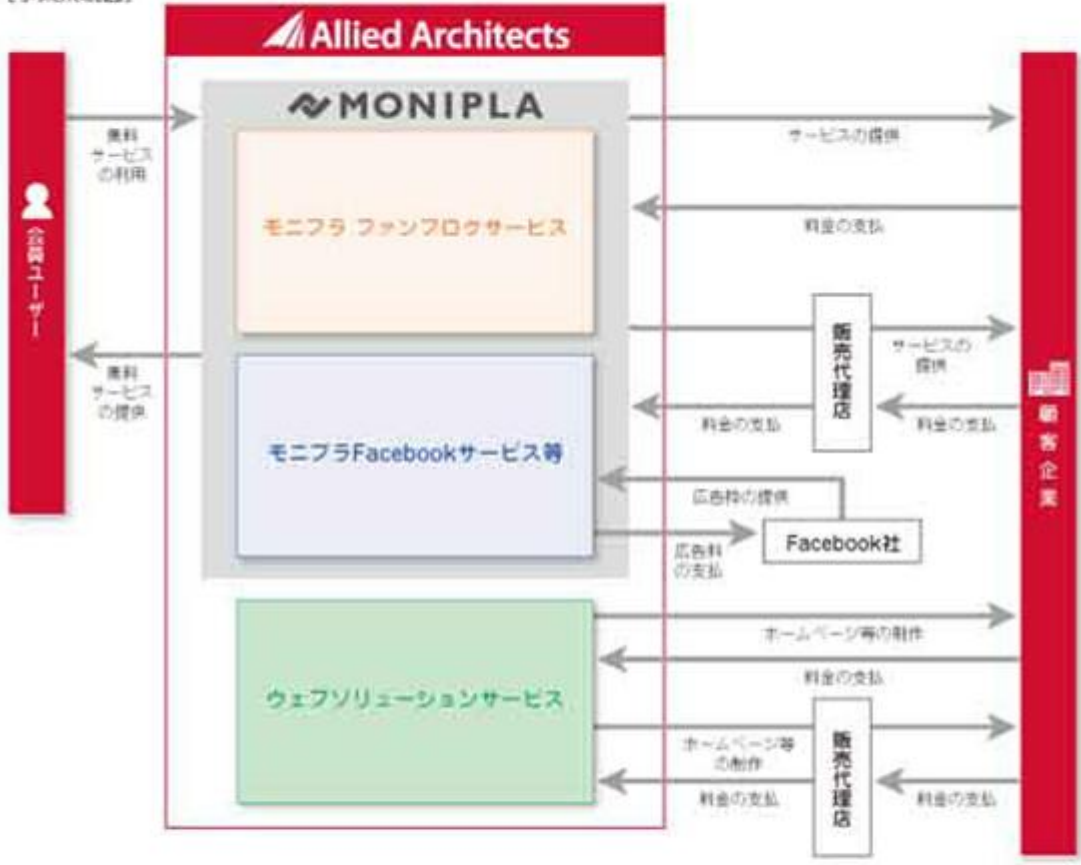 Allied Architects
MONIPLA
無料
サービス
の利用
サービスの提供
モニプラ ファンブログサービス
料金の支払
会員ユーザー
販売代理店
サービスの
提供
無料
サービス
の提供
料金の支払
料金の支払
顧客企業
モニプラFacebookサービス等
広告枠の提供
Facebook社
広告料
の支払
ホームページ等の制作
料金の支払
ウェブソリューションサービス
ホームページ等
の制作
販売代理店
料金の支払
料金の支払